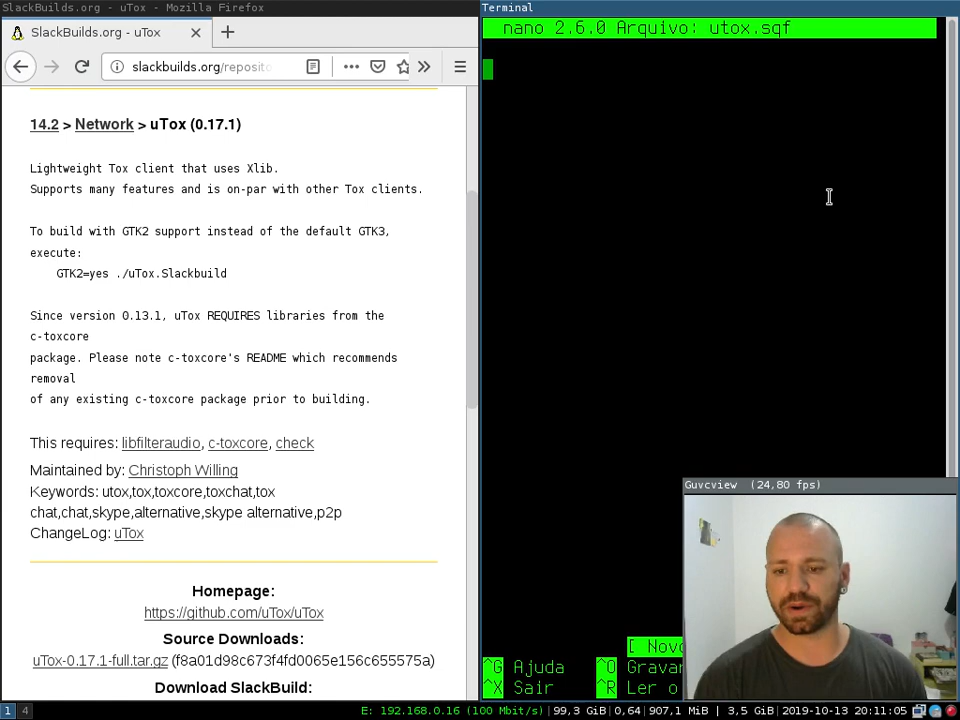 SlackBuilds.org - uTox - Mozilla Firefox
SlackBuilds.org - uTox
slackbuilds.org/reposito
14.2 > Network > uTox (0.17.1)
Lightweight Tox client that uses Xlib.
Supports many features and is on-par with other Tox clients.
To build with GTK2 support instead of the default GTK3,
execute:
GTK2=yes ./uTox.Slackbuild
Since version 0.13.1, uTox REQUIRES libraries from the
c-toxcore
package. Please note c-toxcore's README which recommends
removal
of any existing c-toxcore package prior to building.
This requires: libfilteraudio, c-toxcore, check
Maintained by: Christoph Willing
Keywords: utox,tox,toxcore,toxchat,tox
chat,chat,skype,alternative,skype alternative,p2p
ChangeLog: uTox
Homepage:
https://github.com/uTox/uTox
Source Downloads:
uTox-0.17.1-full.tar.gz (f8a01d98c673f4fd0065e156c655575a)
Download SlackBuild:
Terminal
nano 2.6.0 Arquivo: utox.sqf
[ Novo
^G Ajuda ^O Gravar
^X Sair ^R Ler o
Guvcview (24,80 fps)
1 4 E: 192.168.0.16 (100 Mbit/s)|99,3 GiB|0,64|907,1 MiB | 3,5 GiB|2019-10-13 20:11:05